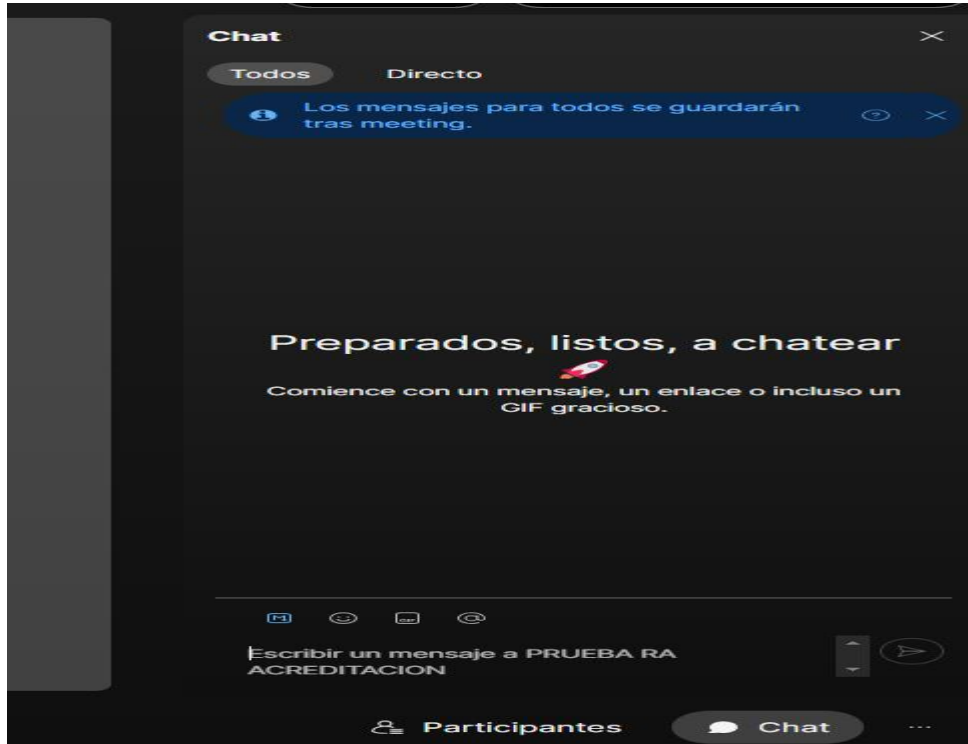 Chat
Todos
Directo
Los mensajes para todos se guardarán
tras meeting.
Preparados, listos, a chatear
🚀
Comience con un mensaje, un enlace o incluso un
GIF gracioso.
Escribir un mensaje a PRUEBA RA
ACREDITACION
Participantes
Chat